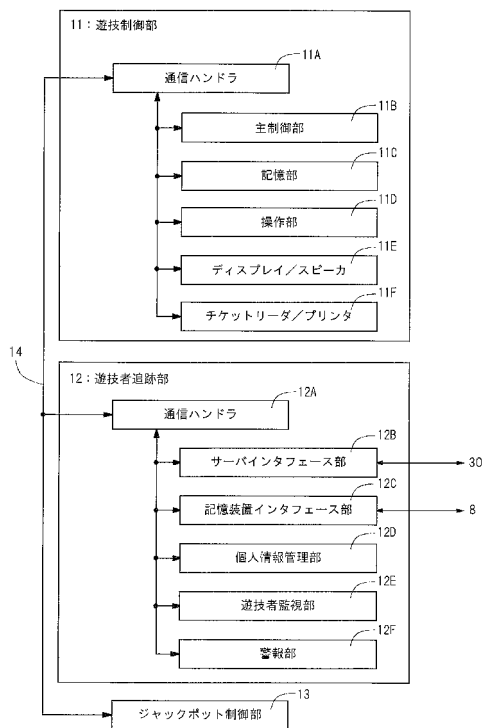 11：遊技制御部
11A
通信ハンドラ
11B
主制御部
11C
記憶部
11D
操作部
11E
ディスプレイ／スピーカ
11F
チケットリーダ／プリンタ
14
12：遊技者追跡部
12A
通信ハンドラ
12B
サーバインタフェース部
30
12C
記憶装置インタフェース部
8
12D
個人情報管理部
12E
遊技者監視部
12F
警報部
13
ジャックポット制御部